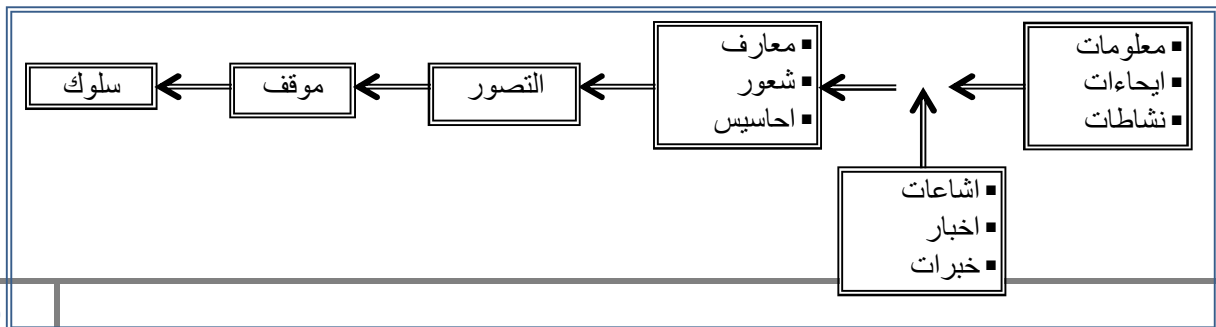 ▪ معلومات
▪ ايحاءات
▪ نشاطات
▪ اشاعات
▪ اخبار
▪ خبرات
▪ معارف
▪ شعور
▪ احاسيس
التصور
موقف
سلوك